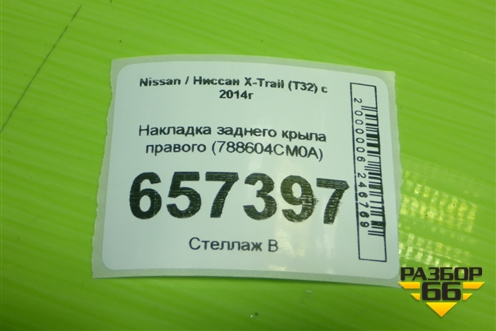 Nissan / Ниссан X-Trail (T32) с
2014г
Накладка заднего крыла
правого (788604CM0A)
657397
Стеллаж В
2000006246769
РАЗБОР
66